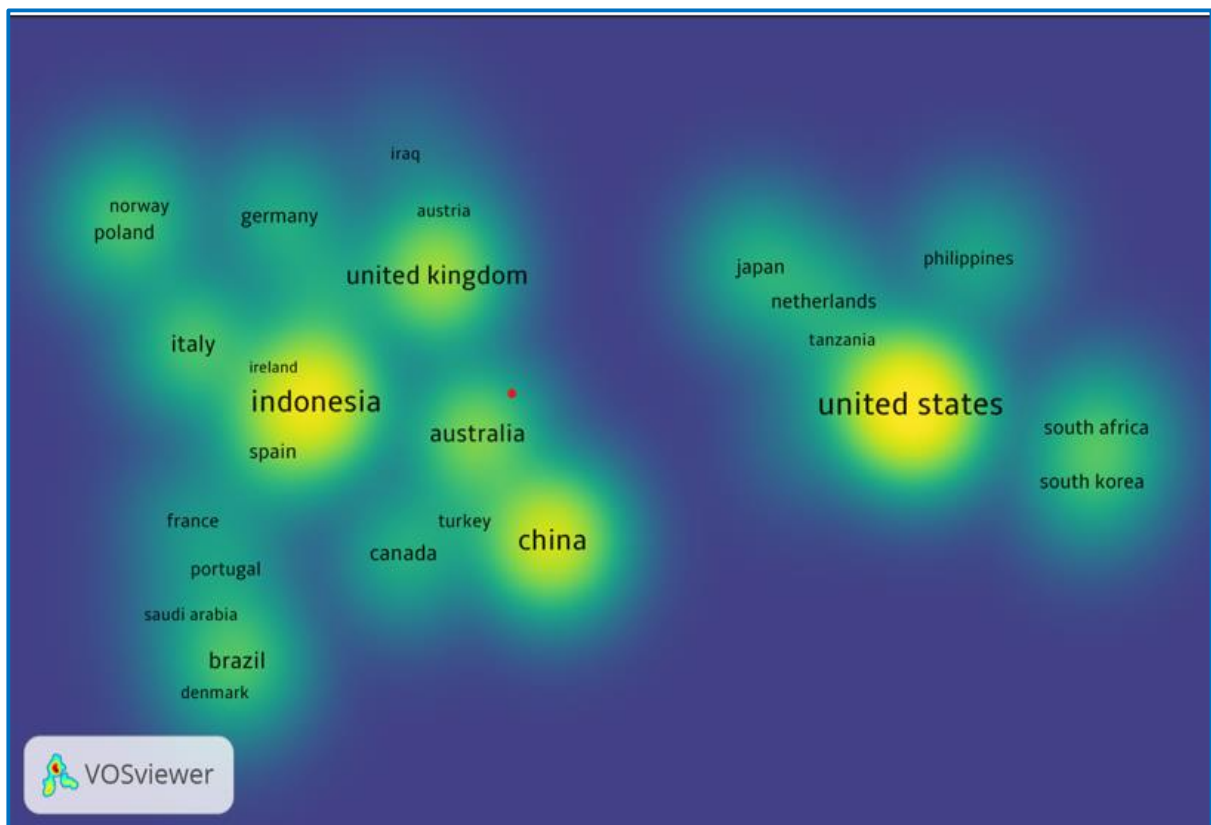 iraq
norway
germany
austria
poland
united kingdom
italy
ireland
indonesia
australia
spain
france
turkey
china
canada
portugal
saudi arabia
brazil
denmark
japan
philippines
netherlands
tanzania
united states
south africa
south korea
VOSviewer